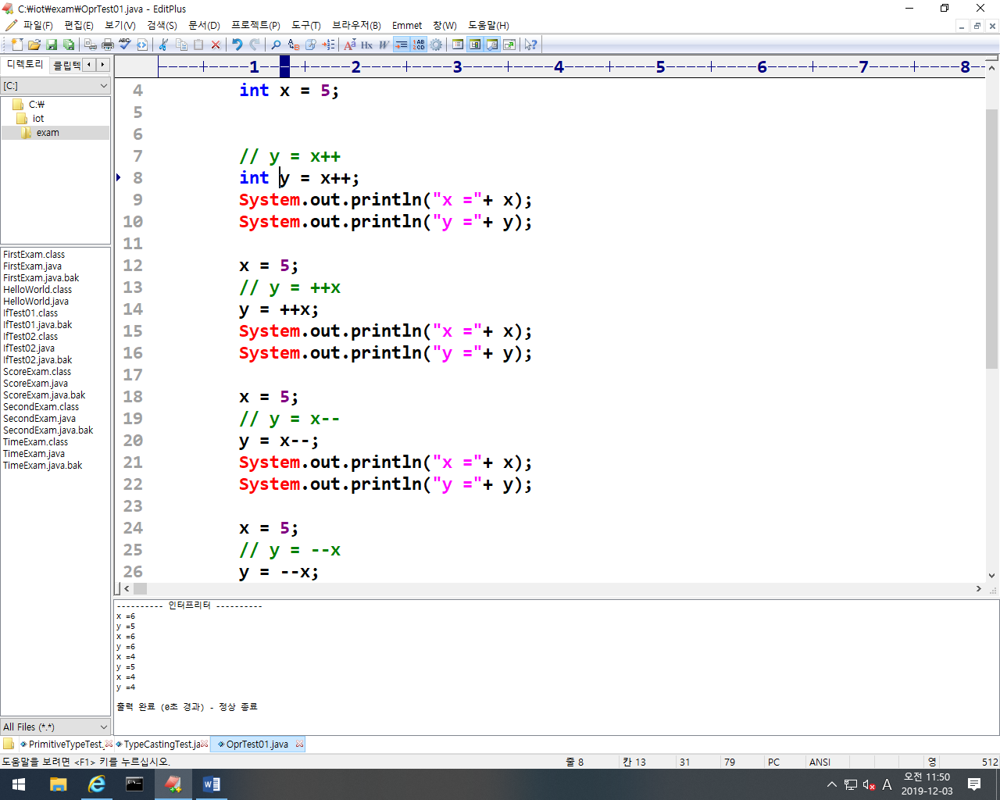 C:\iot\exam\OprTest01.java - EditPlus
파일(F) 편집(E) 보기(V) 검색(S) 문서(D) 프로젝트(P) 도구(T) 브라우저(B) Emmet 창(W) 도움말(H)
디렉토리 클립텍
[C:]
C:\
iot
exam
FirstExam.class
FirstExam.java
FirstExam.java.bak
HelloWorld.class
HelloWorld.java
IfTest01.class
IfTest01.java.bak
IfTest02.class
IfTest02.java
IfTest02.java.bak
ScoreExam.class
ScoreExam.java
ScoreExam.java.bak
SecondExam.class
SecondExam.java
SecondExam.java.bak
TimeExam.class
TimeExam.java
TimeExam.java.bak
All Files (*.*)
----+----1----+----2----+----3----+----4----+----5----+----6----+----7----+----8--
4 int x = 5;
5
6
7 // y = x++
8 int y = x++;
9 System.out.println("x ="+ x);
10 System.out.println("y ="+ y);
11
12 x = 5;
13 // y = ++x
14 y = ++x;
15 System.out.println("x ="+ x);
16 System.out.println("y ="+ y);
17
18 x = 5;
19 // y = x--
20 y = x--;
21 System.out.println("x ="+ x);
22 System.out.println("y ="+ y);
23
24 x = 5;
25 // y = --x
26 y = --x;
---------- 인터프리터 ----------
x =6
y =5
x =6
y =6
x =4
y =5
x =4
y =4
출력 완료 (0초 경과) - 정상 종료
PrimitiveTypeTest. TypeCastingTest.ja OprTest01.java
도움말을 보려면 <F1> 키를 누르십시오. 줄 8 칸 13 31 79 PC ANSI 영 512
A 오전 11:50
2019-12-03